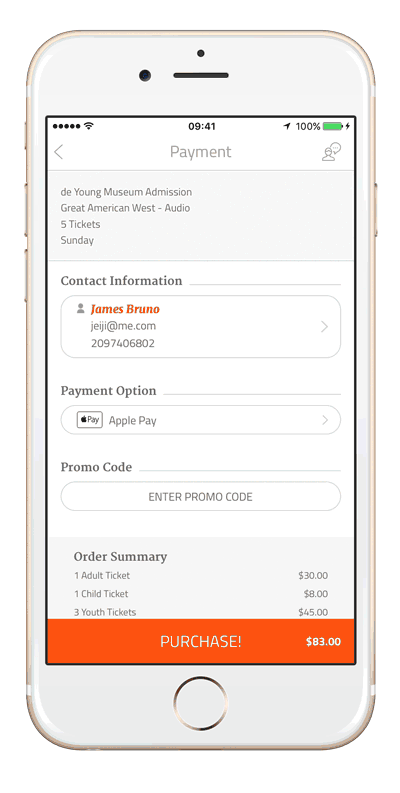 09:41 100%
Payment
de Young Museum Admission
Great American West - Audio
5 Tickets
Sunday
Contact Information
James Bruno
jeiji@me.com
2097406802
Payment Option
Pay Apple Pay
Promo Code
ENTER PROMO CODE
Order Summary
1 Adult Ticket $30.00
1 Child Ticket $8.00
3 Youth Tickets $45.00
PURCHASE! $83.00